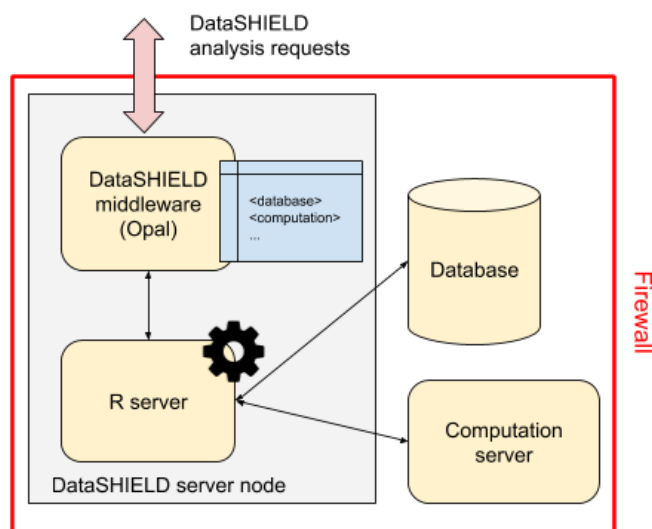 DataSHIELD
analysis requests
DataSHIELD
middleware
(Opal)
<database>
<computation>
...
Database
Firewall
R server
Computation
server
DataSHIELD server node